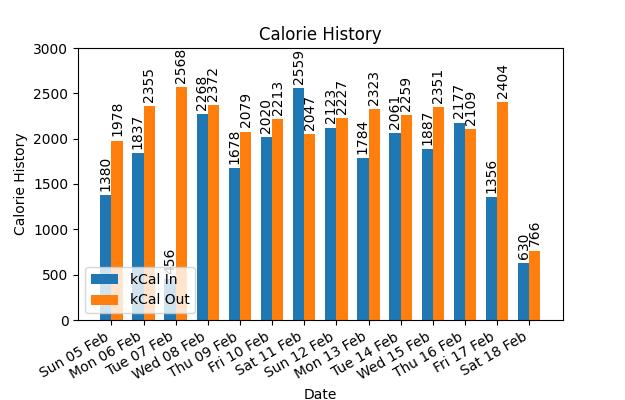 Calorie History
3000
2500
2000
1500
1000
500
0
Calorie History
1380
1978
1837
2355
456
2568
2268
2372
1678
2079
2020
2213
2559
2047
2123
2227
1784
2323
2061
2259
1887
2351
2177
2109
1356
2404
630
766
kCal In
kCal Out
Sun 05 Feb
Mon 06 Feb
Tue 07 Feb
Wed 08 Feb
Thu 09 Feb
Fri 10 Feb
Sat 11 Feb
Sun 12 Feb
Mon 13 Feb
Tue 14 Feb
Wed 15 Feb
Thu 16 Feb
Fri 17 Feb
Sat 18 Feb
Date